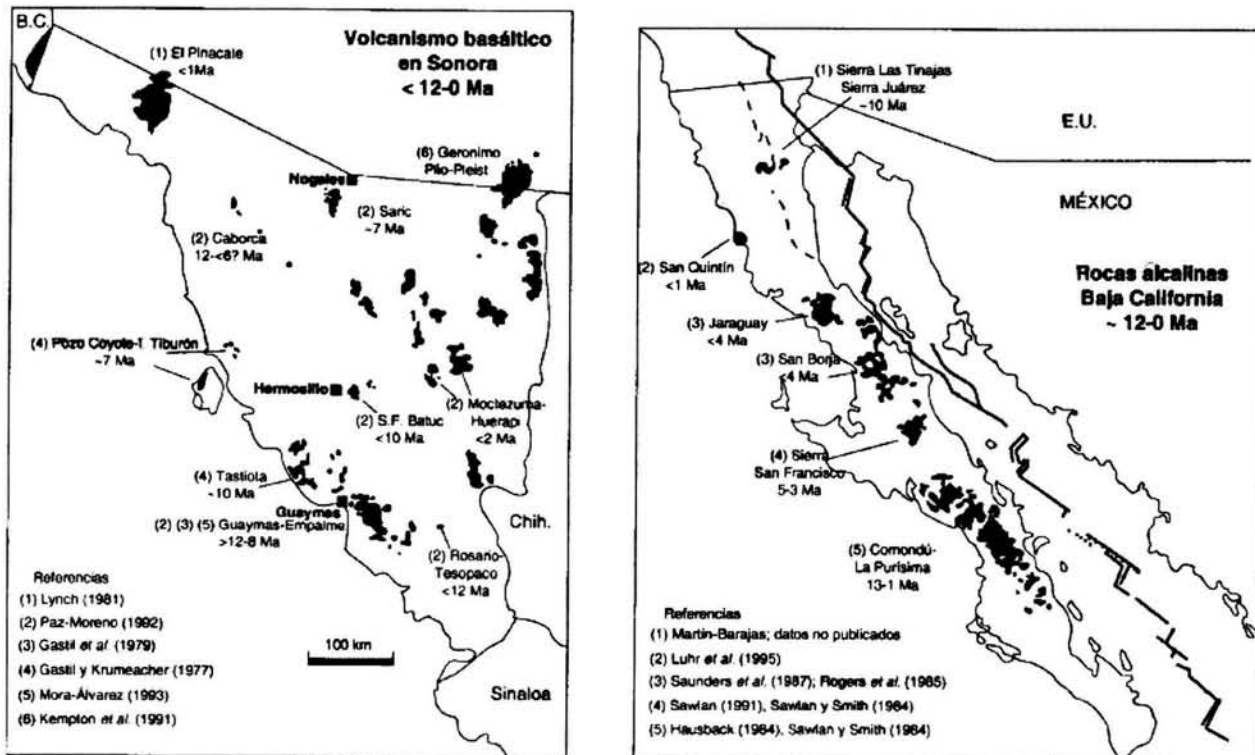 B.C.
(1) El Pinacate
<1Ma
Volcanismo basáltico
en Sonora
< 12-0 Ma
(6) Geronimo
Plio-Pleist
Nogales
(2) Saric
~7 Ma
(2) Caborca
12-<6? Ma
(4) Pozo Coyote-I. Tiburón
~7 Ma
Hermosillo
(2) S.F. Batuc
<10 Ma
(2) Moctezuma-
Huerapi
<2 Ma
(4) Tastiola
~10 Ma
Guaymas
(2) (3) (5) Guaymas-Empalme
>12-8 Ma
(2) Rosario-
Tesopaco
<12 Ma
Chih.
Sinaloa
100 km
Referencias
(1) Lynch (1981)
(2) Paz-Moreno (1992)
(3) Gastil et al. (1979)
(4) Gastil y Krumeacher (1977)
(5) Mora-Álvarez (1993)
(6) Kempton et al. (1991)
(1) Sierra Las Tinajas
Sierra Juárez
~10 Ma
E.U.
MÉXICO
(2) San Quintín
<1 Ma
Rocas alcalinas
Baja California
~ 12-0 Ma
(3) Jaraguay
<4 Ma
(3) San Borja
<4 Ma
(4) Sierra
San Francisco
5-3 Ma
(5) Comondú-
La Purísima
13-1 Ma
Referencias
(1) Martín-Barajas; datos no publicados
(2) Luhr et al. (1995)
(3) Saunders et al. (1987); Rogers et al. (1985)
(4) Sawlan (1991), Sawlan y Smith (1984)
(5) Hausback (1984), Sawlan y Smith (1984)